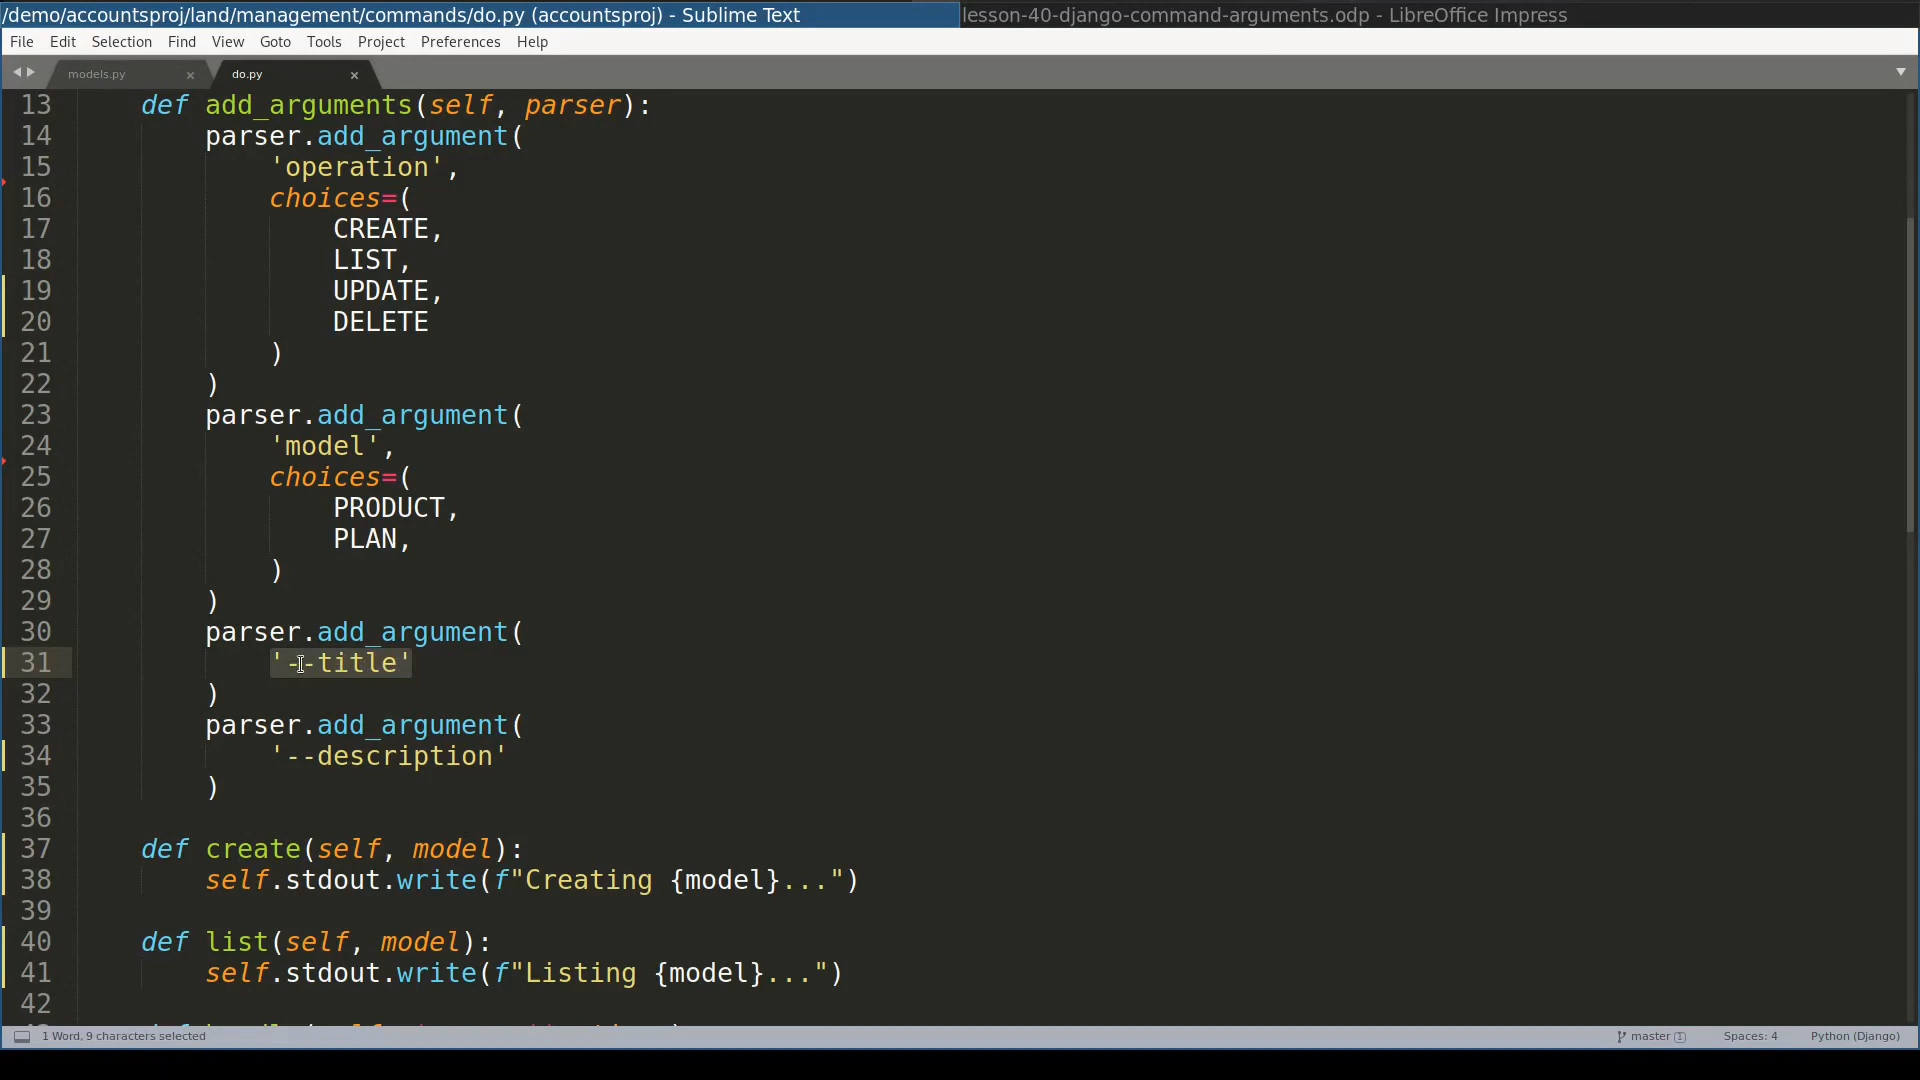 /demo/accountsproj/land/management/commands/do.py (accountsproj) - Sublime Text
lesson-40-django-command-arguments.odp - LibreOffice Impress
File Edit Selection Find View Goto Tools Project Preferences Help
models.py × do.py ×
13 def add_arguments(self, parser):
14 parser.add_argument(
15 'operation',
16 choices=(
17 CREATE,
18 LIST,
19 UPDATE,
20 DELETE
21 )
22 )
23 parser.add_argument(
24 'model',
25 choices=(
26 PRODUCT,
27 PLAN,
28 )
29 )
30 parser.add_argument(
31 '--title'
32 )
33 parser.add_argument(
34 '--description'
35 )
36
37 def create(self, model):
38 self.stdout.write(f"Creating {model}...")
39
40 def list(self, model):
41 self.stdout.write(f"Listing {model}...")
42
1 Word, 9 characters selected
master 1 Spaces: 4 Python (Django)